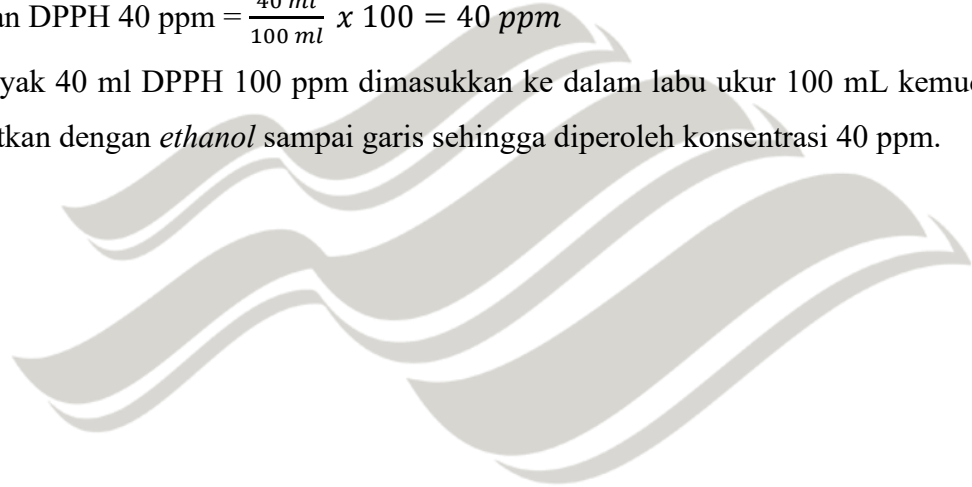 an DPPH 40 ppm = 40 ml / 100 ml x 100 = 40 ppm
yak 40 ml DPPH 100 ppm dimasukkan ke dalam labu ukur 100 mL kemu
tkan dengan ethanol sampai garis sehingga diperoleh konsentrasi 40 ppm.